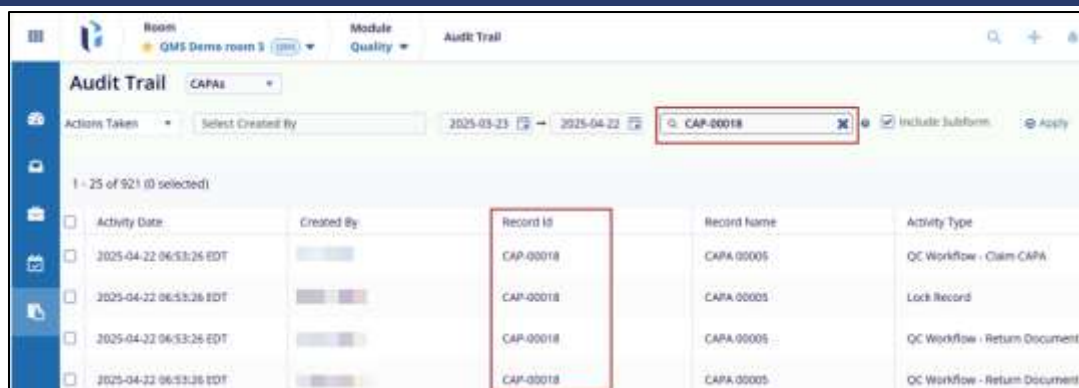 Room
Module
Audit Trail
QMS Demo room 3
Quality
Audit Trail CAPAs
Actions Taken Select Created By 2025-03-23 → 2025-04-22 CAP-00018 Include Subform Apply
1 - 25 of 921 (0 selected)
Activity Date Created By Record Id Record Name Activity Type
2025-04-22 06:53:26 EDT CAP-00018 CAPA 00005 QC Workflow - Claim CAPA
2025-04-22 06:53:26 EDT CAP-00018 CAPA 00005 Lock Record
2025-04-22 06:53:26 EDT CAP-00018 CAPA 00005 QC Workflow - Return Document
2025-04-22 06:53:26 EDT CAP-00018 CAPA 00005 QC Workflow - Return Document